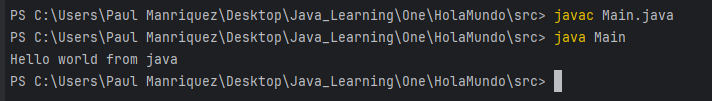 PS C:\Users\Paul Manriquez\Desktop\Java_Learning\One\HolaMundo\src> javac Main.java
PS C:\Users\Paul Manriquez\Desktop\Java_Learning\One\HolaMundo\src> java Main
Hello world from java
PS C:\Users\Paul Manriquez\Desktop\Java_Learning\One\HolaMundo\src>